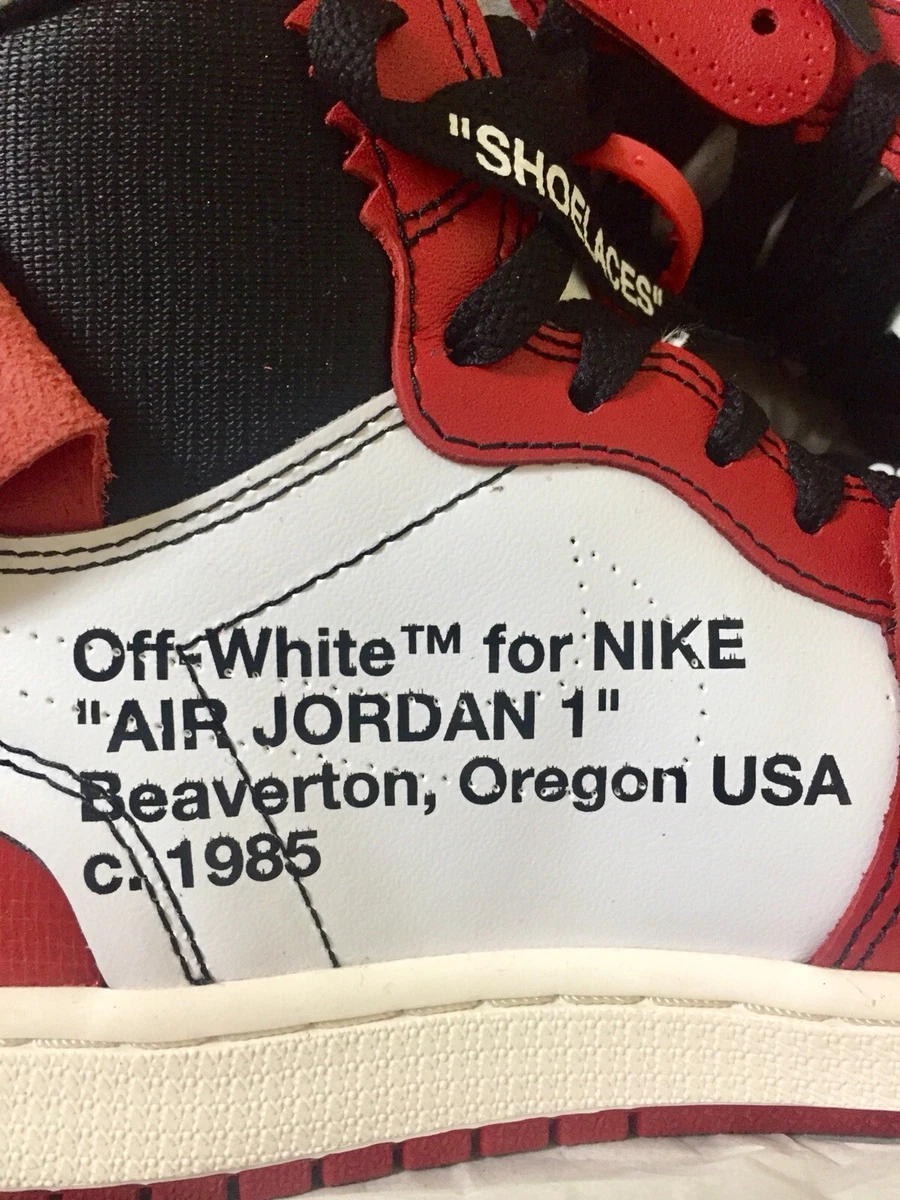 "SHOELACES"
Off-White™ for NIKE
"AIR JORDAN 1"
Beaverton, Oregon USA
c. 1985